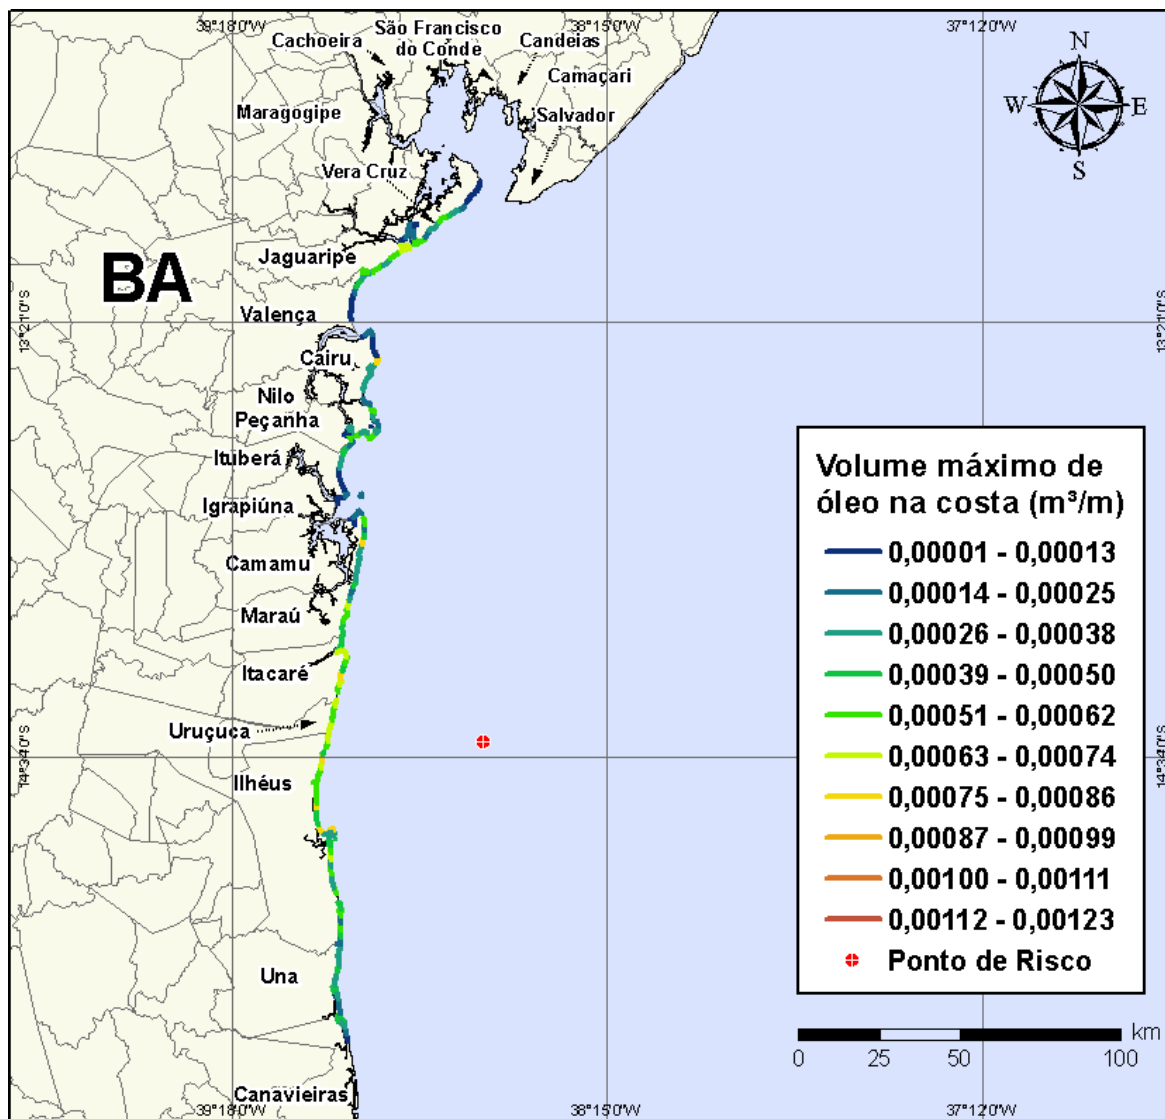 39°18'0"W
38°15'0"W
37°12'0"W
São Francisco
do Conde
Cachoeira
Candeias
Camaçari
Maragogipe
Salvador
Vera Cruz
N
W
E
S
Jaguaripe
BA
Valença
13°21'0"S
13°21'0"S
Cairu
Nilo
Peçanha
Ituberá
Igrapiúna
Camamu
Maraú
Itacaré
Uruçuca
14°34'0"S
14°34'0"S
Ilhéus
Una
Canavieiras
Volume máximo de
óleo na costa (m³/m)
0,00001 - 0,00013
0,00014 - 0,00025
0,00026 - 0,00038
0,00039 - 0,00050
0,00051 - 0,00062
0,00063 - 0,00074
0,00075 - 0,00086
0,00087 - 0,00099
0,00100 - 0,00111
0,00112 - 0,00123
Ponto de Risco
km
0 25 50 100
39°18'0"W
38°15'0"W
37°12'0"W